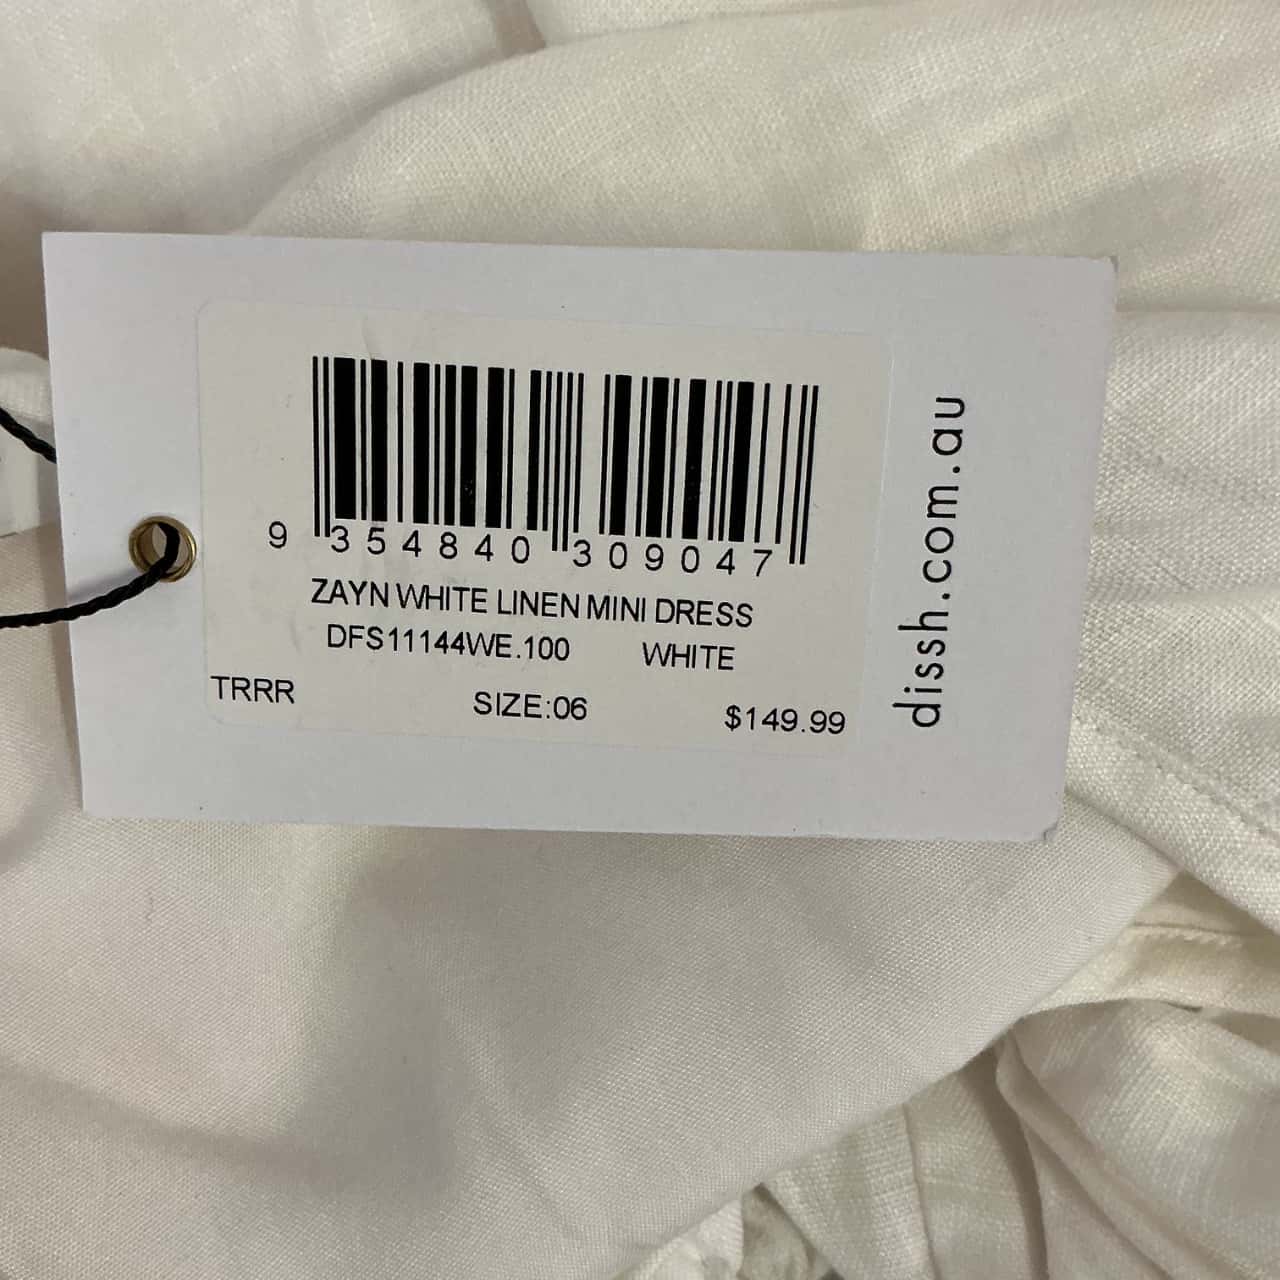 9 354840 309047
ZAYN WHITE LINEN MINI DRESS
DFS11144WE.100 WHITE
TRRR SIZE:06 $149.99
dissh.com.au